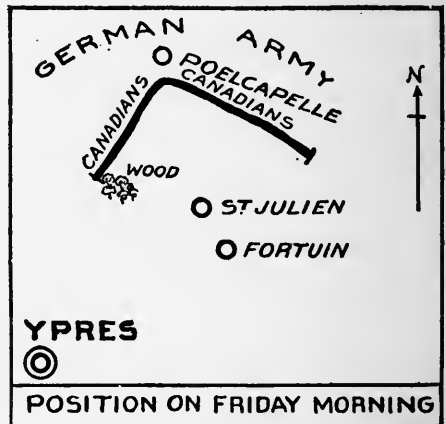 GERMAN ARMY
N
POELCAPELLE
CANADIANS
CANADIANS
WOOD
ST JULIEN
FORTUIN
YPRES
POSITION ON FRIDAY MORNING